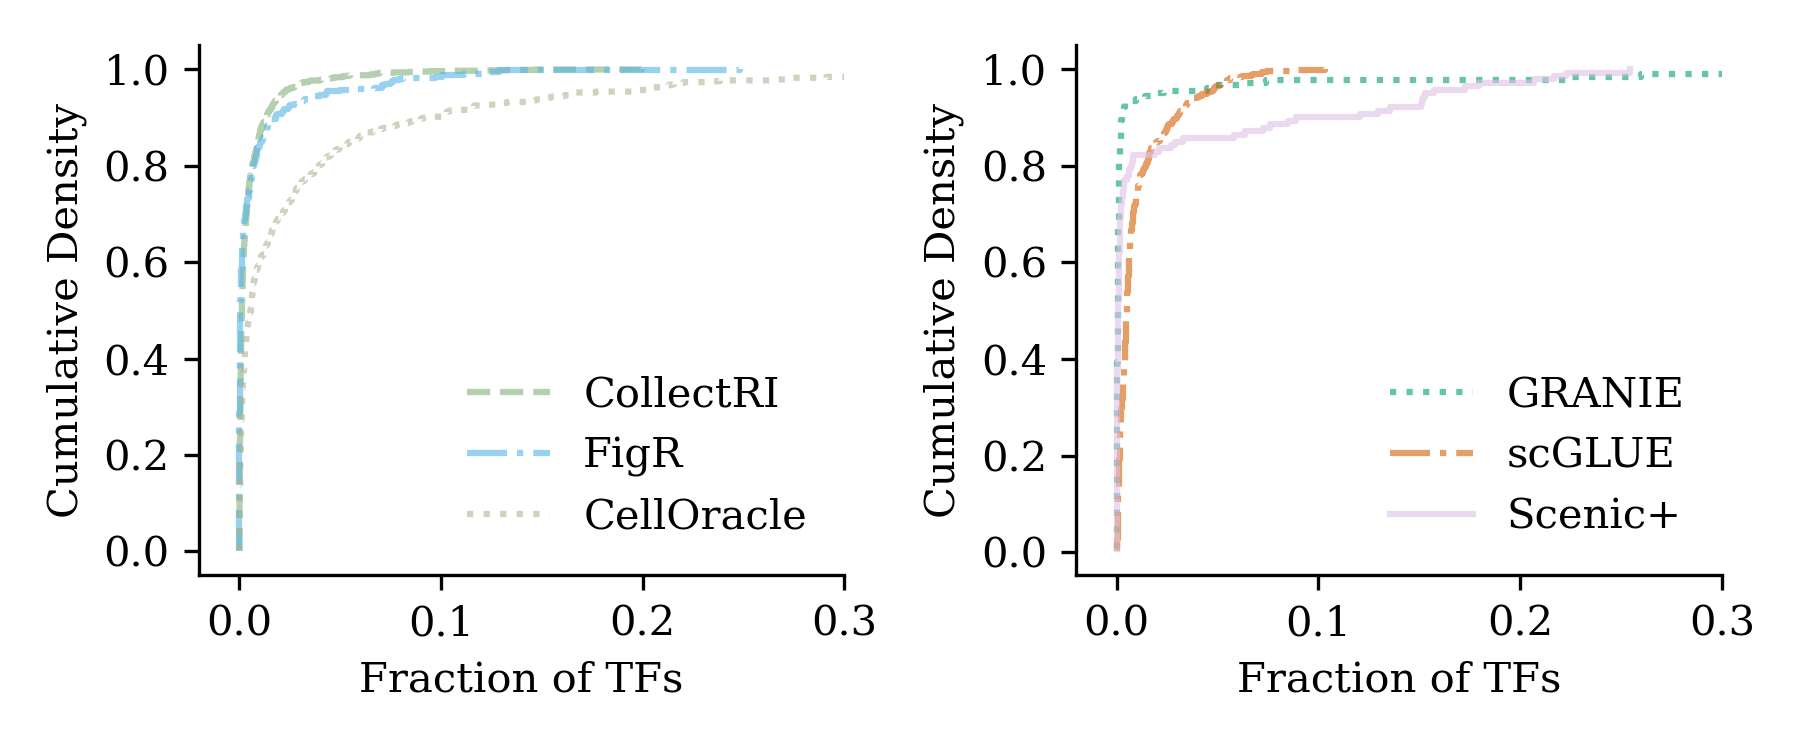 1.0
0.8
0.6
0.4
0.2
0.0
Cumulative Density
0.0 0.1 0.2 0.3
Fraction of TFs
CollectRI
FigR
CellOracle
1.0
0.8
0.6
0.4
0.2
0.0
Cumulative Density
0.0 0.1 0.2 0.3
Fraction of TFs
GRANIE
scGLUE
Scenic+